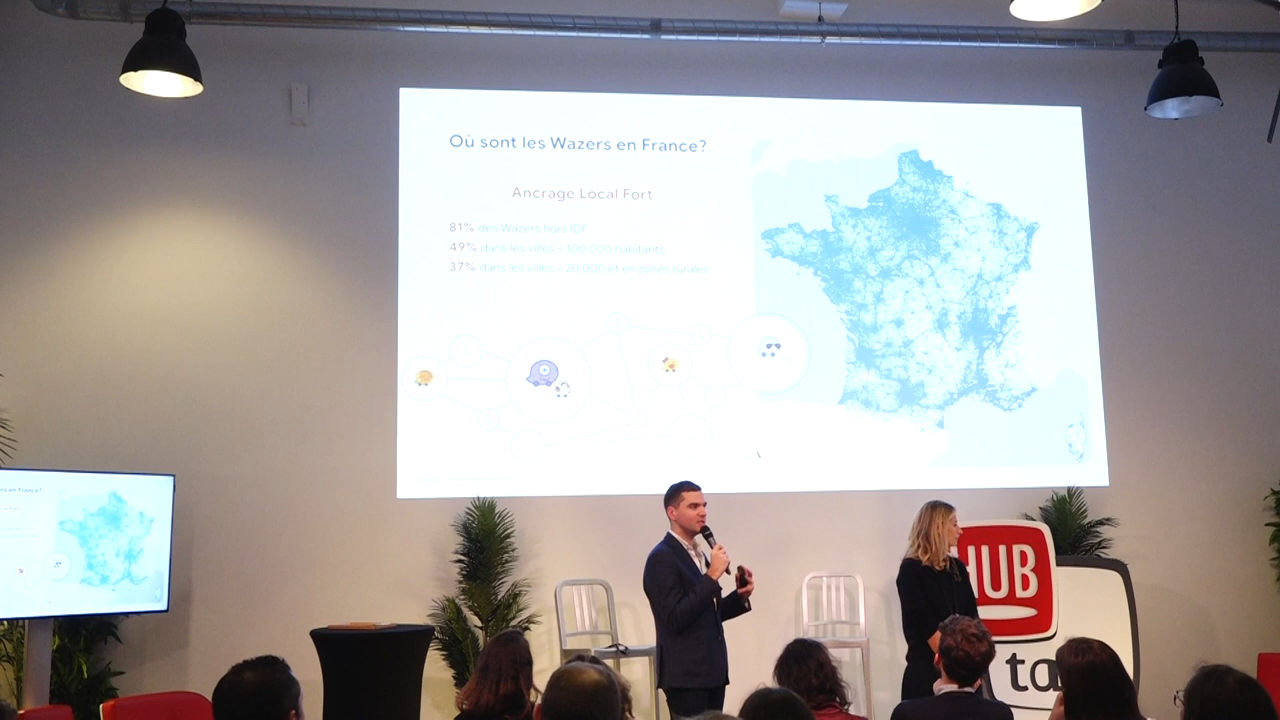 Où sont les Wazers en France?
Ancrage Local Fort
81% des Wazers hors IDF
49% dans les villes < 100 000 habitants
37% dans les villes < 20 000 et en zones rurales
HUB